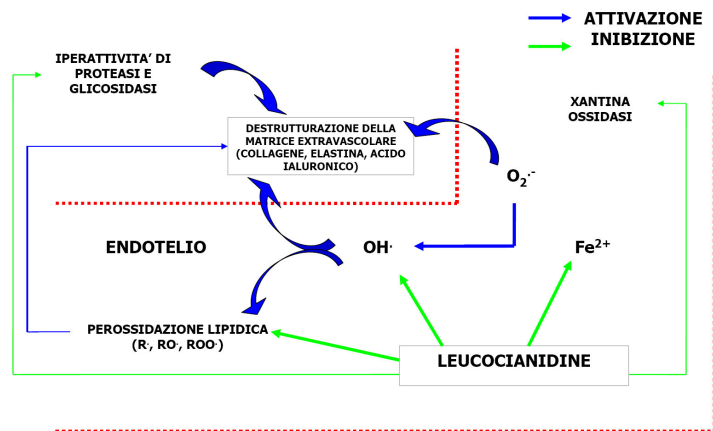 ATTIVAZIONE
INIBIZIONE
IPERATTIVITA’ DI
PROTEASI E
GLICOSIDASI
XANTINA
OSSIDASI
DESTRUTTURAZIONE DELLA
MATRICE EXTRAVASCOLARE
(COLLAGENE, ELASTINA, ACIDO
IALURONICO)
O₂·⁻
ENDOTELIO
OH·
Fe²⁺
PEROSSIDAZIONE LIPIDICA
(R·, RO·, ROO·)
LEUCOCIANIDINE